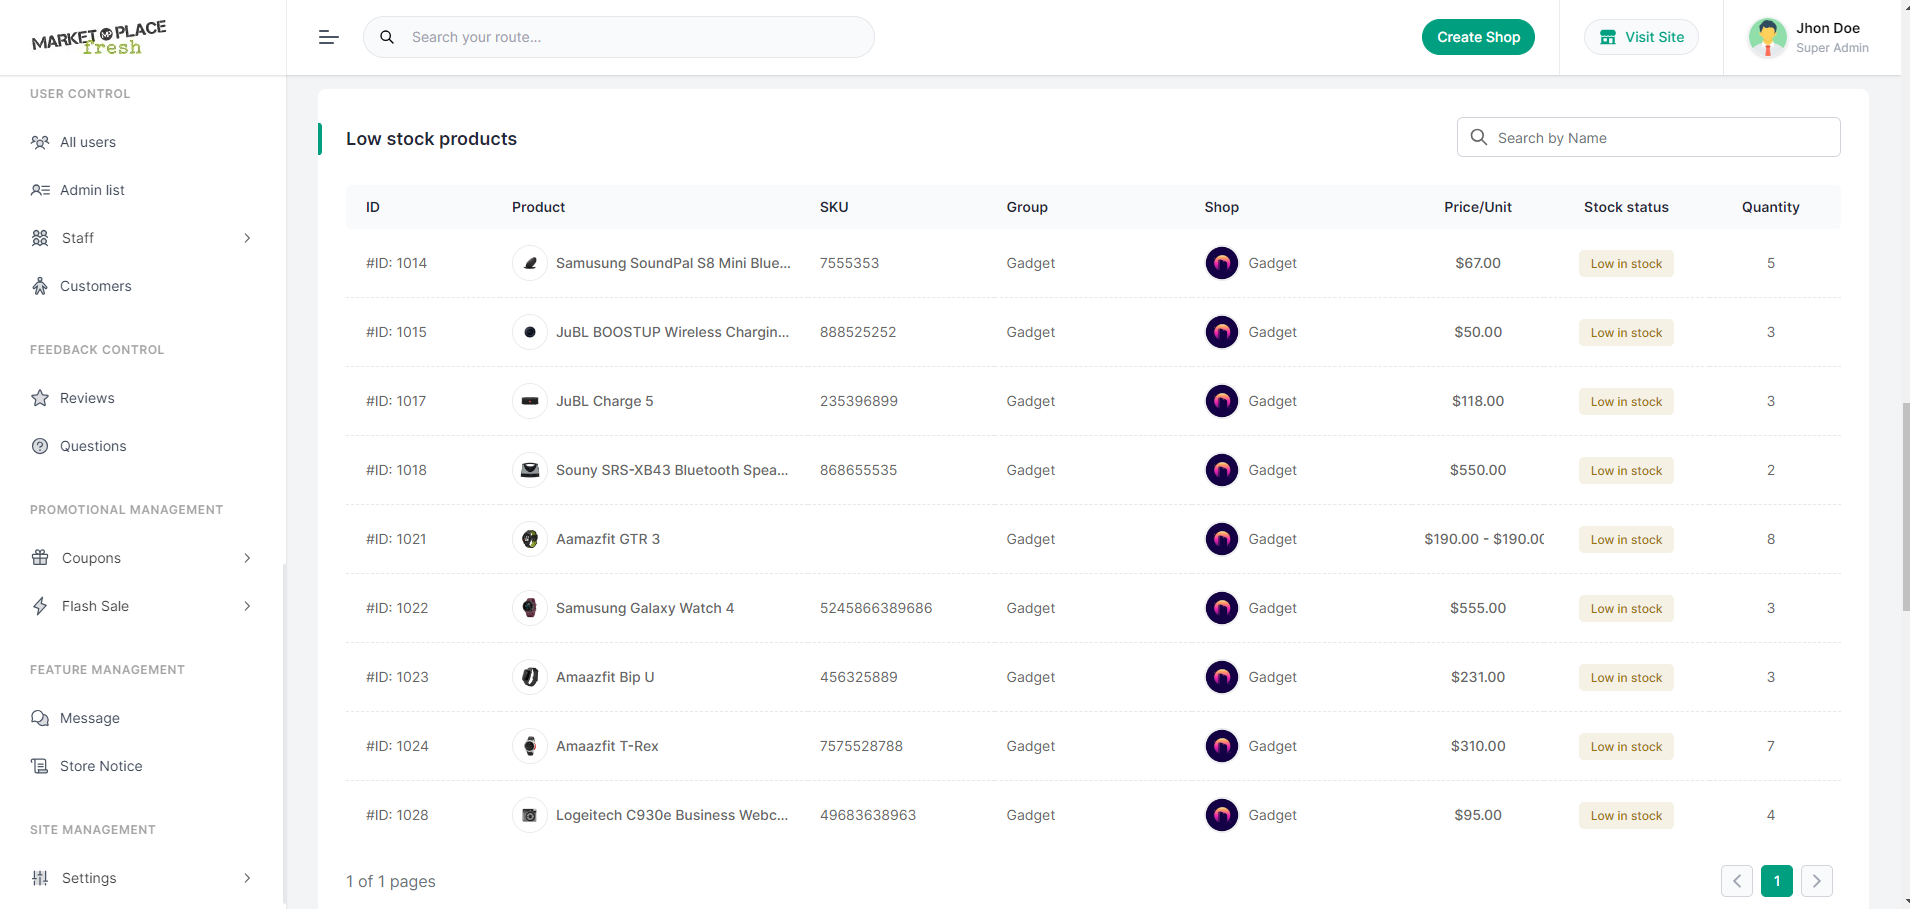 MARKET MP PLACE
fresh
Search your route...
Create Shop
Visit Site
Jhon Doe
Super Admin
USER CONTROL
All users
Admin list
Staff
Customers
FEEDBACK CONTROL
Reviews
Questions
PROMOTIONAL MANAGEMENT
Coupons
Flash Sale
FEATURE MANAGEMENT
Message
Store Notice
SITE MANAGEMENT
Settings
Low stock products
Search by Name
ID Product SKU Group Shop Price/Unit Stock status Quantity
#ID: 1014 Samusung SoundPal S8 Mini Blue... 7555353 Gadget Gadget $67.00 Low in stock 5
#ID: 1015 JuBL BOOSTUP Wireless Chargin... 888525252 Gadget Gadget $50.00 Low in stock 3
#ID: 1017 JuBL Charge 5 235396899 Gadget Gadget $118.00 Low in stock 3
#ID: 1018 Souny SRS-XB43 Bluetooth Spea... 868655535 Gadget Gadget $550.00 Low in stock 2
#ID: 1021 Aamazfit GTR 3 Gadget Gadget $190.00 - $190.00 Low in stock 8
#ID: 1022 Samusung Galaxy Watch 4 5245866389686 Gadget Gadget $555.00 Low in stock 3
#ID: 1023 Amaazfit Bip U 456325889 Gadget Gadget $231.00 Low in stock 3
#ID: 1024 Amaazfit T-Rex 7575528788 Gadget Gadget $310.00 Low in stock 7
#ID: 1028 Logeitech C930e Business Webc... 49683638963 Gadget Gadget $95.00 Low in stock 4
1 of 1 pages
1